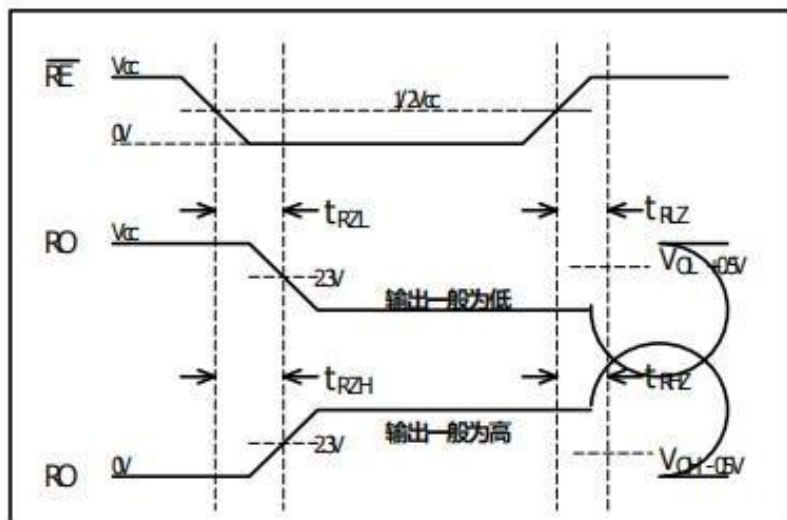 RE Vcc
1/2Vcc
0V
tRZL tRLZ
RO Vcc
VOL +0.5V
2.3V
输出一般为低
tRZH tRHZ
2.3V
输出一般为高
VOH -0.5V
RO 0V